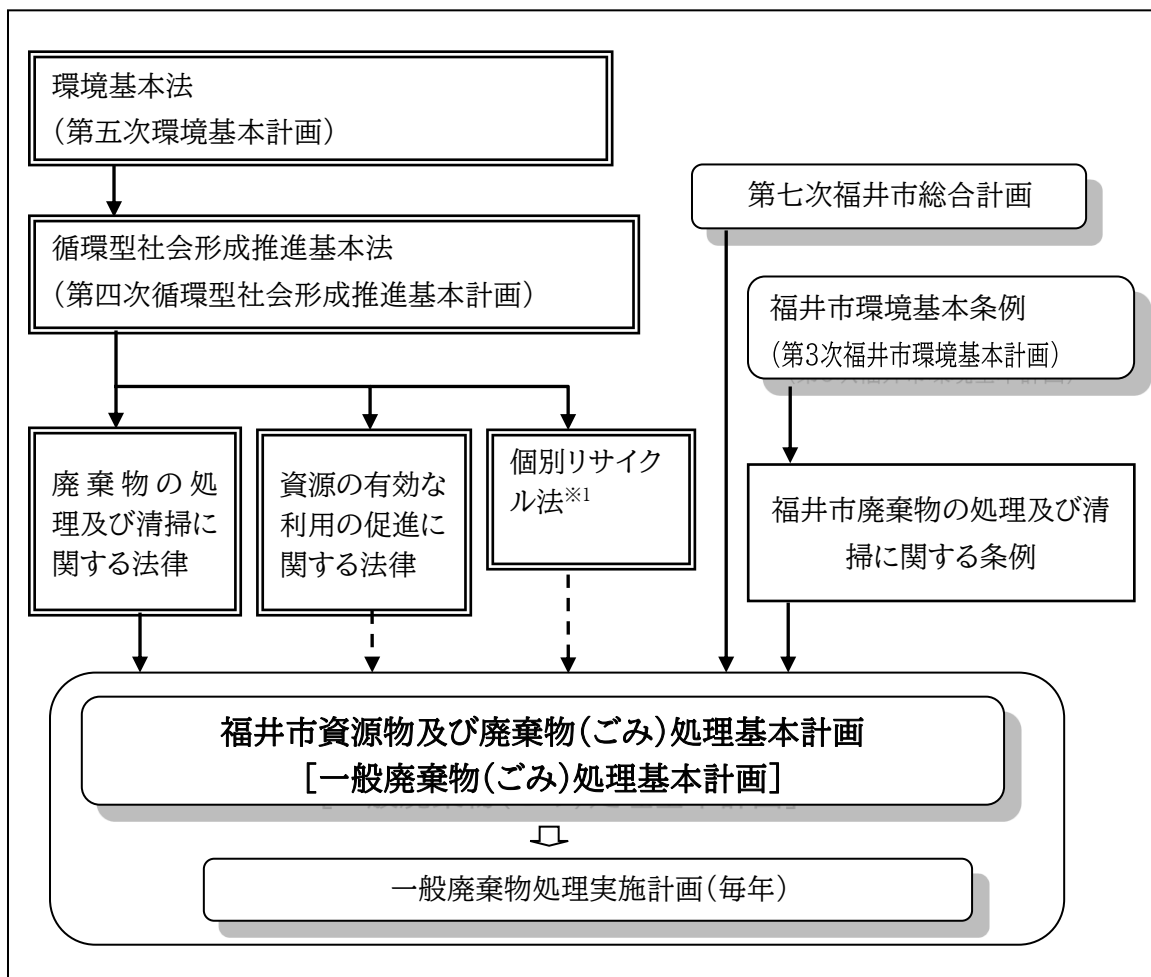 環境基本法
（第五次環境基本計画）
循環型社会形成推進基本法
（第四次循環型社会形成推進基本計画）
廃棄物の処
理及び清掃に
関する法律
資源の有効な
利用の促進に
関する法律
個別リサイク
ル法※1
第七次福井市総合計画
福井市環境基本条例
（第3次福井市環境基本計画）
福井市廃棄物の処理及び清
掃に関する条例
福井市資源物及び廃棄物（ごみ）処理基本計画
［一般廃棄物（ごみ）処理基本計画］
一般廃棄物処理実施計画（毎年）